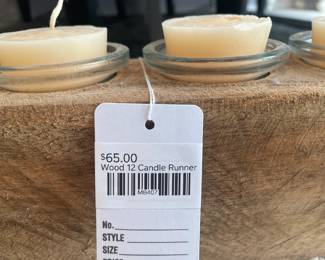 $65.00
Wood 12 Candle Runner
No.
STYLE
SIZE